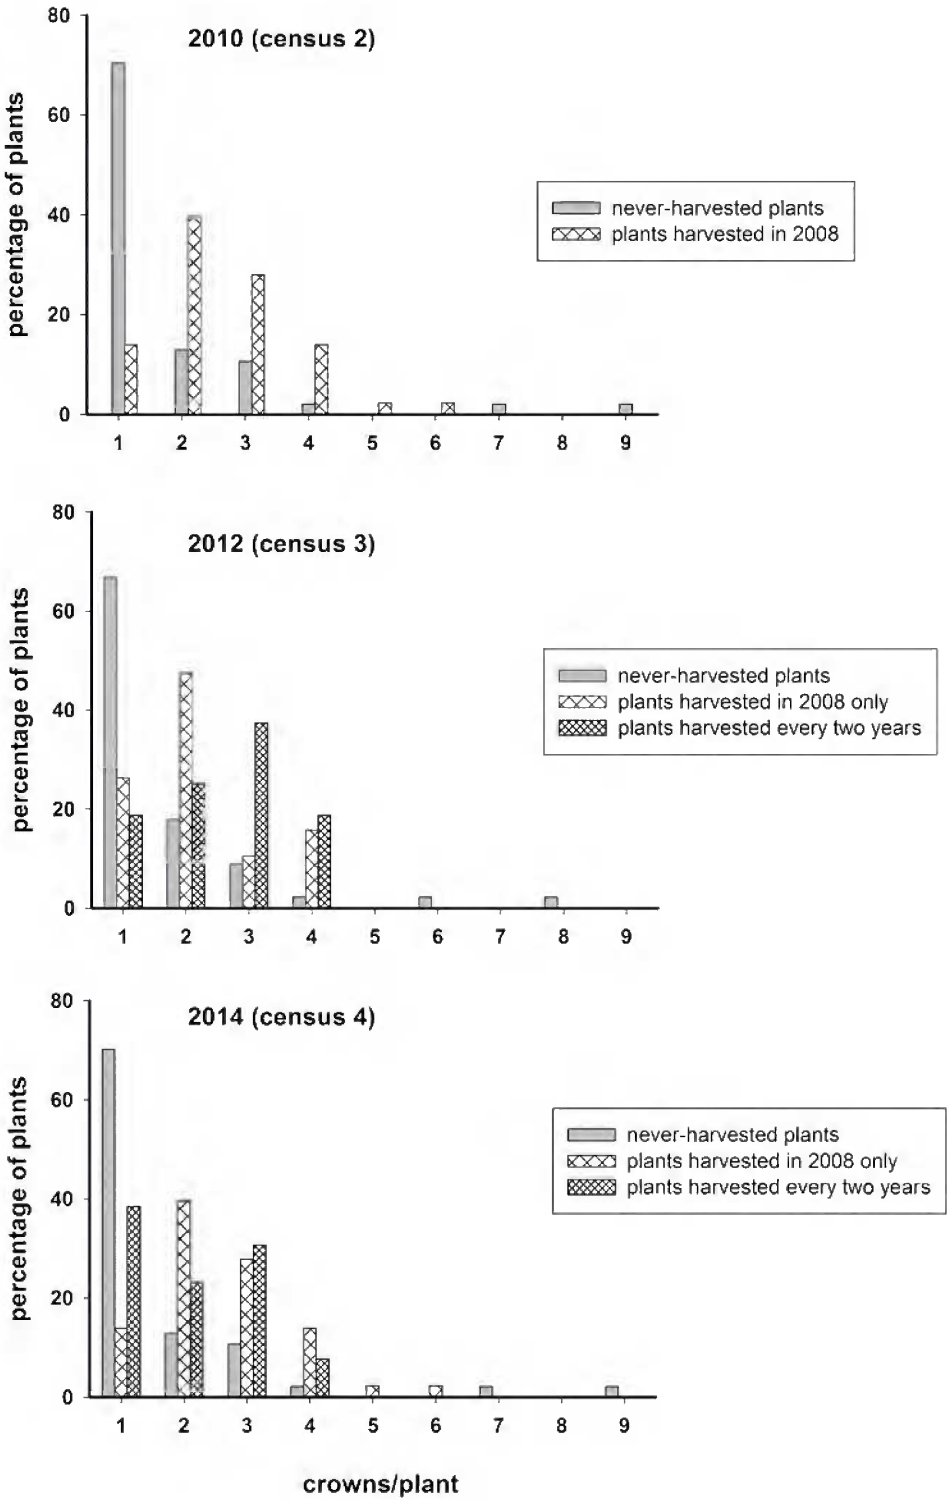 2010 (census 2)
percentage of plants
80
60
40
20
0
never-harvested plants
plants harvested in 2008
1 2 3 4 5 6 7 8 9
2012 (census 3)
percentage of plants
80
60
40
20
0
never-harvested plants
plants harvested in 2008 only
plants harvested every two years
1 2 3 4 5 6 7 8 9
2014 (census 4)
percentage of plants
80
60
40
20
0
never-harvested plants
plants harvested in 2008 only
plants harvested every two years
1 2 3 4 5 6 7 8 9
crowns/plant